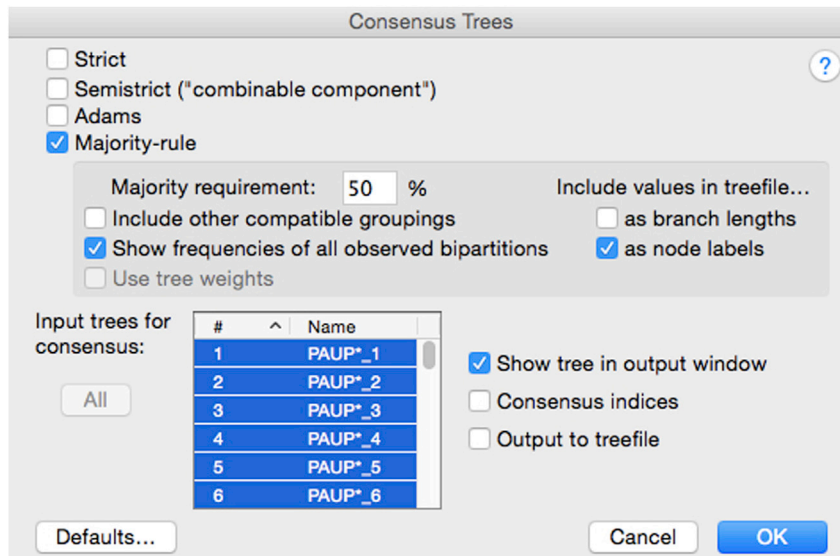 Consensus Trees
Strict
?
Semistrict ("combinable component")
Adams
Majority-rule
Majority requirement: 50 %
Include values in treefile...
Include other compatible groupings
as branch lengths
Show frequencies of all observed bipartitions
as node labels
Use tree weights
Input trees for
consensus:
All
# Name
1 PAUP*_1
2 PAUP*_2
3 PAUP*_3
4 PAUP*_4
5 PAUP*_5
6 PAUP*_6
Show tree in output window
Consensus indices
Output to treefile
Defaults...
Cancel
OK